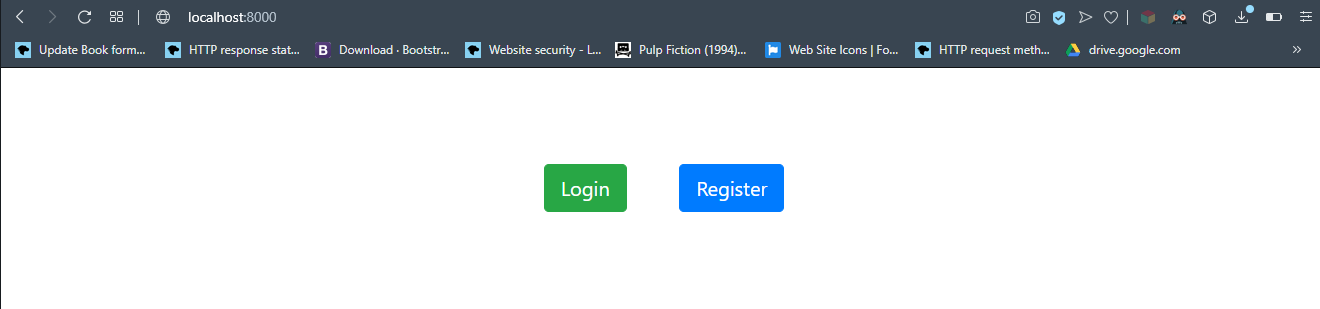 localhost:8000
Update Book form... HTTP response stat... B Download · Bootstr... Website security - L... Pulp Fiction (1994)... Web Site Icons | Fo... HTTP request meth... drive.google.com »
Login Register